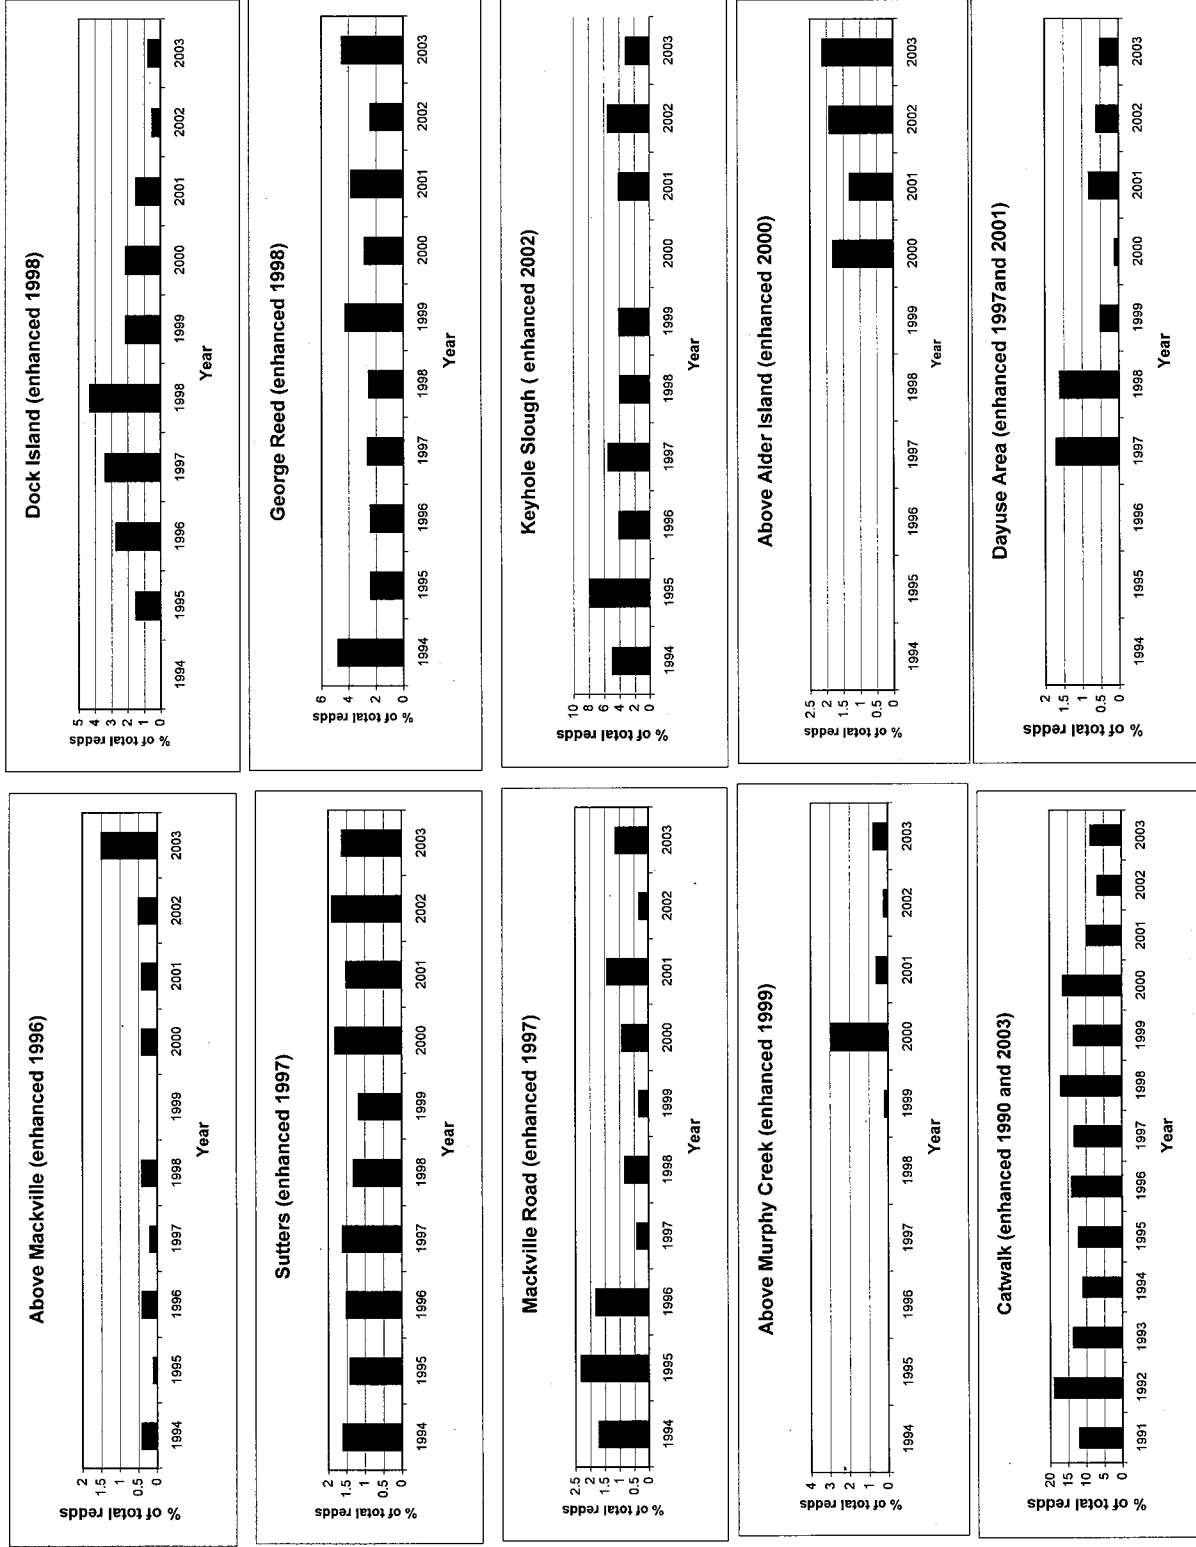 Above Mackville (enhanced 1996)
% of total redds
1.5
1
0.5
0
1994 1995 1996 1997 1998 1999 2000 2001 2002 2003
Year
Dock Island (enhanced 1998)
% of total redds
5
4
3
2
1
0
1994 1995 1996 1997 1998 1999 2000 2001 2002 2003
Year
Sutters (enhanced 1997)
% of total redds
2
1.5
1
0.5
0
1994 1995 1996 1997 1998 1999 2000 2001 2002 2003
Year
George Reed (enhanced 1998)
% of total redds
6
4
2
0
1994 1995 1996 1997 1998 1999 2000 2001 2002 2003
Year
Mackville Road (enhanced 1997)
% of total redds
2.5
2
1.5
1
0.5
0
1994 1995 1996 1997 1998 1999 2000 2001 2002 2003
Year
Keyhole Slough ( enhanced 2002)
% of total redds
10
8
6
4
2
0
1994 1995 1996 1997 1998 1999 2000 2001 2002 2003
Year
Above Murphy Creek (enhanced 1999)
% of total redds
4
3
2
1
0
1994 1995 1996 1997 1998 1999 2000 2001 2002 2003
Year
Above Alder Island (enhanced 2000)
% of total redds
2.5
2
1.5
1
0.5
0
1994 1995 1996 1997 1998 1999 2000 2001 2002 2003
Year
Catwalk (enhanced 1990 and 2003)
% of total redds
20
15
10
5
0
1991 1992 1993 1994 1995 1996 1997 1998 1999 2000 2001 2002 2003
Year
Dayuse Area (enhanced 1997and 2001)
% of total redds
2
1.5
1
0.5
0
1994 1995 1996 1997 1998 1999 2000 2001 2002 2003
Year